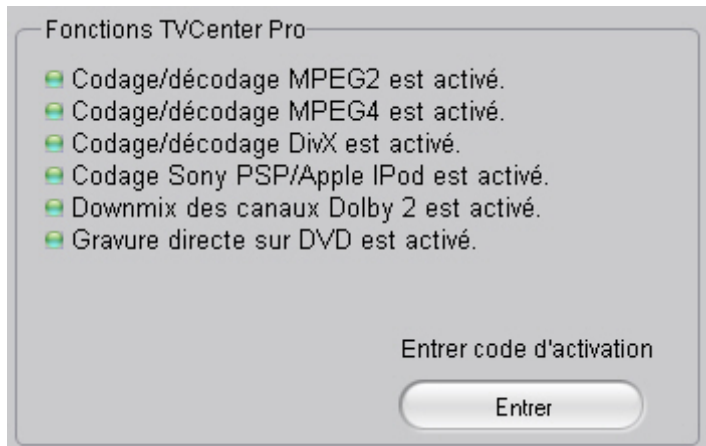 Fonctions TVCenter Pro
Codage/décodage MPEG2 est activé.
Codage/décodage MPEG4 est activé.
Codage/décodage DivX est activé.
Codage Sony PSP/Apple IPod est activé.
Downmix des canaux Dolby 2 est activé.
Gravure directe sur DVD est activé.
Entrer code d'activation
Entrer